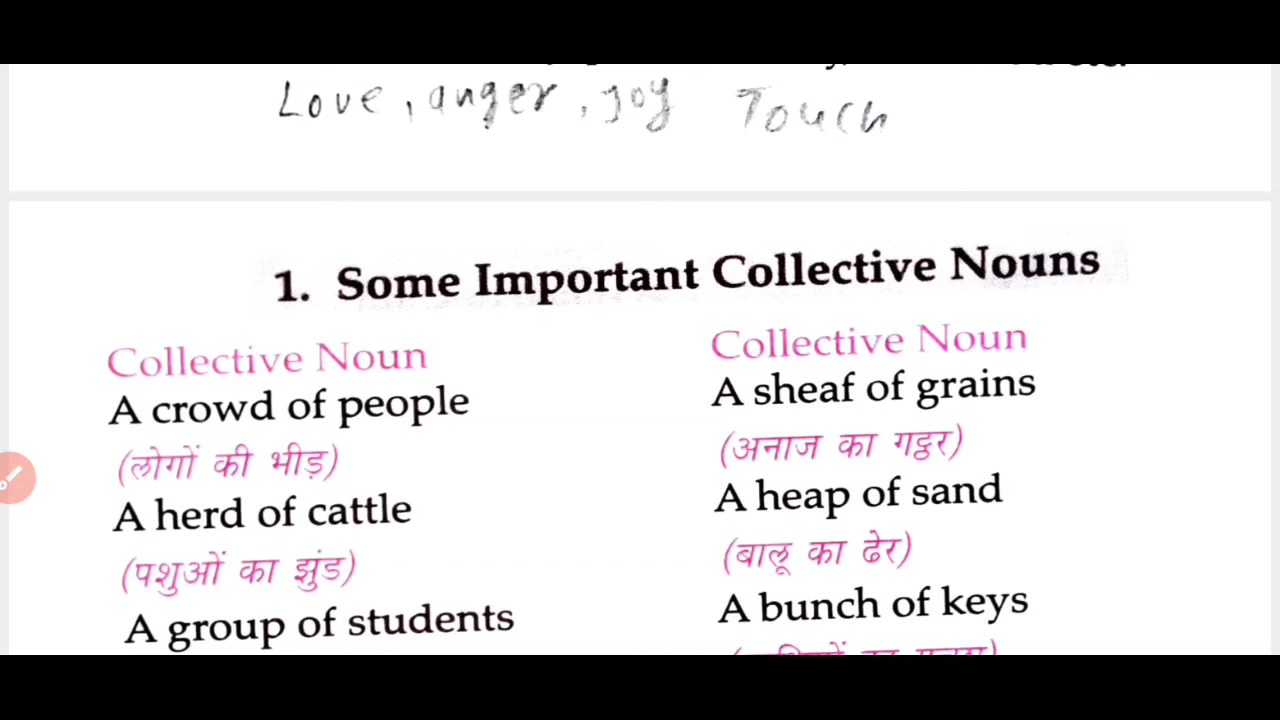 Love, anger, joy Touch
1. Some Important Collective Nouns
Collective Noun
A crowd of people
(लोगों की भीड़)
A herd of cattle
(पशुओं का झुंड)
A group of students
Collective Noun
A sheaf of grains
(अनाज का गट्ठर)
A heap of sand
(बालू का ढेर)
A bunch of keys